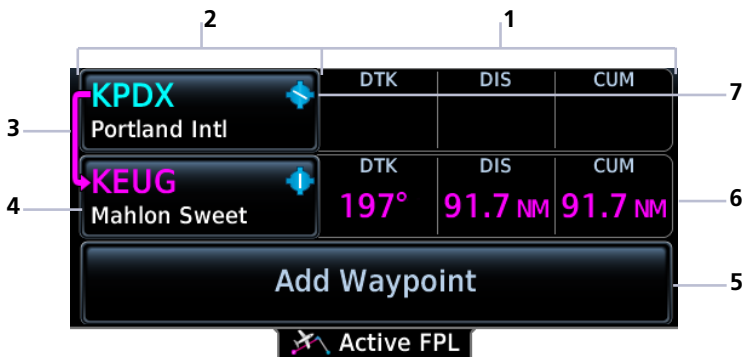 2 1
KPDX DTK DIS CUM 7
Portland Intl
3
KEUG DTK DIS CUM
4 Mahlon Sweet 197° 91.7 NM 91.7 NM 6
Add Waypoint 5
Active FPL